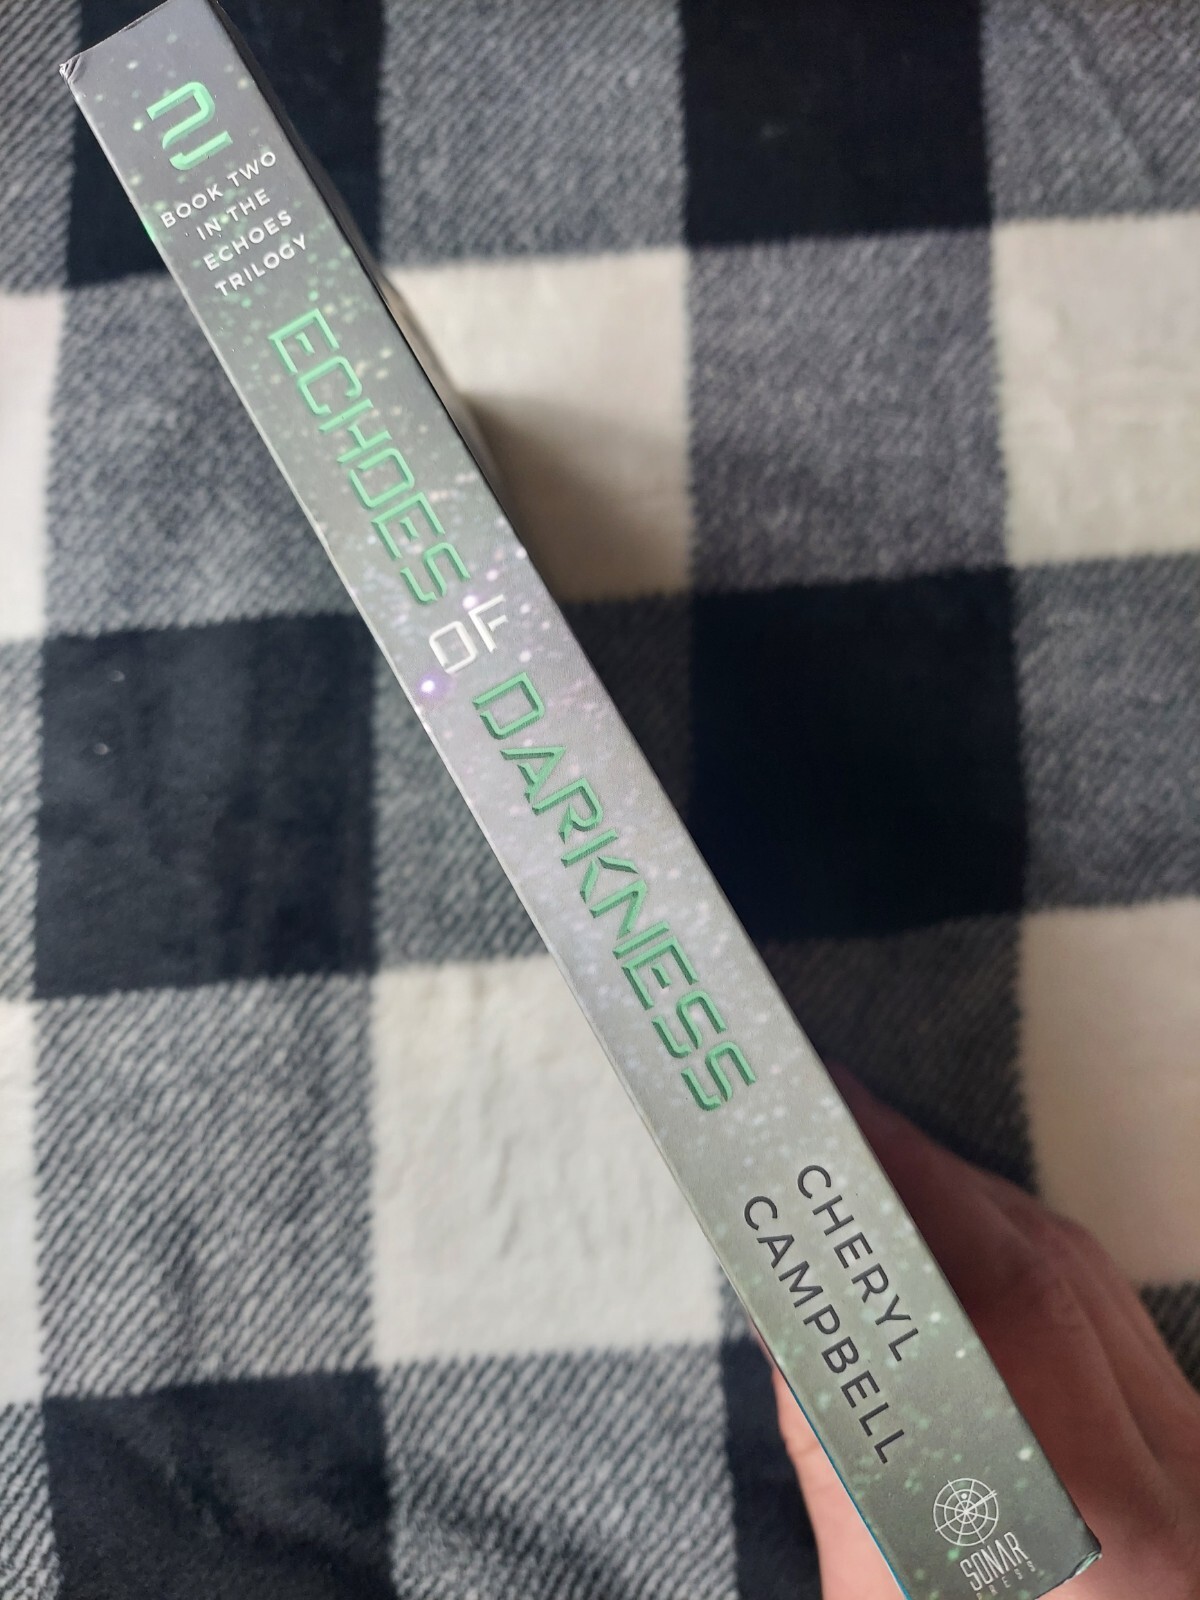 2
BOOK TWO
IN THE
ECHOES
TRILOGY
ECHOES OF DARKNESS
CHERYL
CAMPBELL
SONAR
PRESS